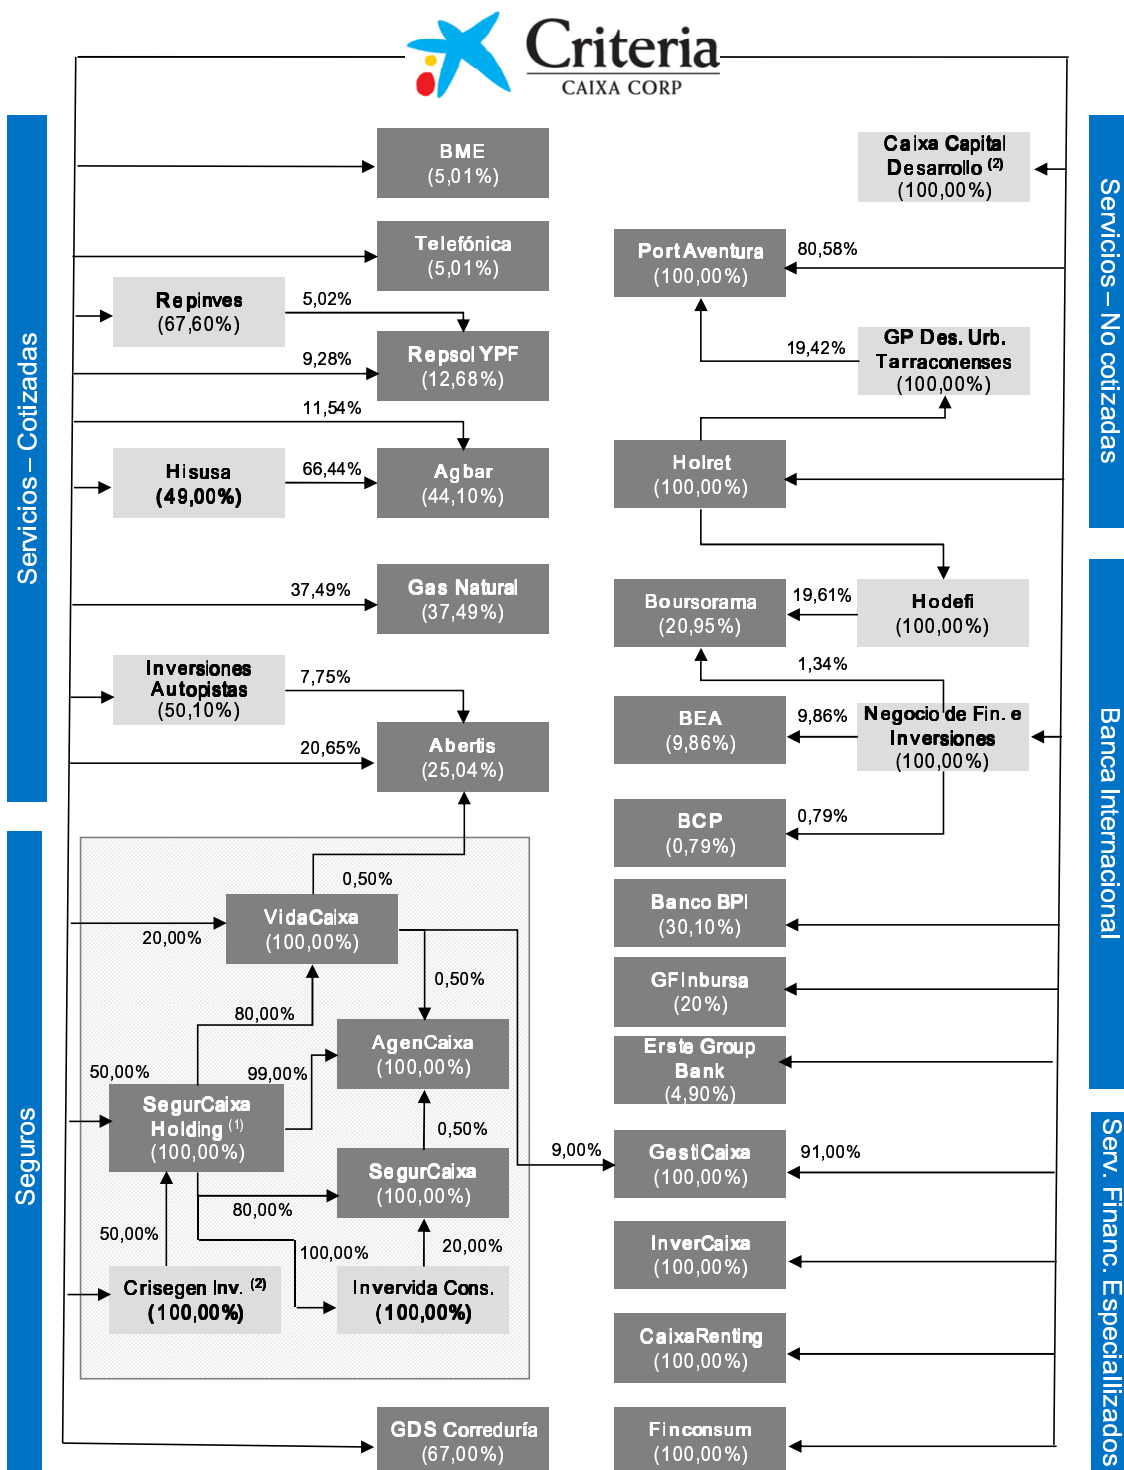 Criteria
CAIXA CORP
Servicios – Cotizadas
BME
(5,01%)
Telefónica
(5,01%)
Repinves
(67,60%)
5,02%
9,28%
Repsol YPF
(12,68%)
11,54%
Hisusa
(49,00%)
66,44%
Agbar
(44,10%)
37,49%
Gas Natural
(37,49%)
Inversiones
Autopistas
(50,10%)
7,75%
20,65%
Abertis
(25,04%)
Seguros
0,50%
VidaCaixa
(100,00%)
20,00%
0,50%
80,00%
AgenCaixa
(100,00%)
50,00%
99,00%
SegurCaixa
Holding (1)
(100,00%)
0,50%
SegurCaixa
(100,00%)
80,00%
50,00%
100,00%
20,00%
Crisegen Inv. (2)
(100,00%)
Invervida Cons.
(100,00%)
GDS Correduría
(67,00%)
Servicios – No cotizadas
Caixa Capital
Desarrollo (2)
(100,00%)
PortAventura
(100,00%)
80,58%
19,42%
GP Des. Urb.
Tarraconenses
(100,00%)
Holret
(100,00%)
Banca Internacional
Boursorama
(20,95%)
19,61%
Hodefi
(100,00%)
1,34%
BEA
(9,86%)
9,86%
Negocio de Fin. e
Inversiones
(100,00%)
BCP
(0,79%)
0,79%
Banco BPI
(30,10%)
GFInbursa
(20%)
Erste Group
Bank
(4,90%)
Serv. Financ. Especiallizados
9,00%
GestiCaixa
(100,00%)
91,00%
InverCaixa
(100,00%)
CaixaRenting
(100,00%)
Finconsum
(100,00%)